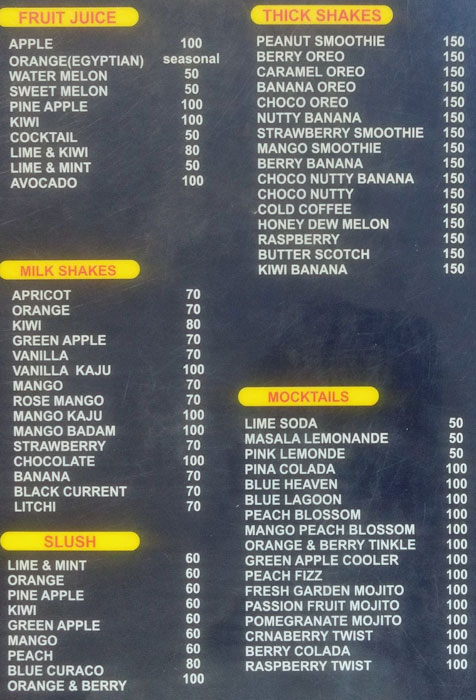 FRUIT JUICE
APPLE 100
ORANGE(EGYPTIAN) seasonal
WATER MELON 50
SWEET MELON 50
PINE APPLE 100
KIWI 100
COCKTAIL 50
LIME & KIWI 80
LIME & MINT 50
AVOCADO 100
MILK SHAKES
APRICOT 70
ORANGE 70
KIWI 80
GREEN APPLE 70
VANILLA 70
VANILLA KAJU 100
MANGO 70
ROSE MANGO 70
MANGO KAJU 100
MANGO BADAM 100
STRAWBERRY 70
CHOCOLATE 100
BANANA 70
BLACK CURRENT 70
LITCHI 70
SLUSH
LIME & MINT 60
ORANGE 60
PINE APPLE 60
KIWI 60
GREEN APPLE 60
MANGO 60
PEACH 60
BLUE CURACO 80
ORANGE & BERRY 100
THICK SHAKES
PEANUT SMOOTHIE 150
BERRY OREO 150
CARAMEL OREO 150
BANANA OREO 150
CHOCO OREO 150
NUTTY BANANA 150
STRAWBERRY SMOOTHIE 150
MANGO SMOOTHIE 150
BERRY BANANA 150
CHOCO NUTTY BANANA 150
CHOCO NUTTY 150
COLD COFFEE 150
HONEY DEW MELON 150
RASPBERRY 150
BUTTER SCOTCH 150
KIWI BANANA 150
MOCKTAILS
LIME SODA 50
MASALA LEMONANDE 50
PINK LEMONDE 50
PINA COLADA 100
BLUE HEAVEN 100
BLUE LAGOON 100
PEACH BLOSSOM 100
MANGO PEACH BLOSSOM 100
ORANGE & BERRY TINKLE 100
GREEN APPLE COOLER 100
PEACH FIZZ 100
FRESH GARDEN MOJITO 100
PASSION FRUIT MOJITO 100
POMEGRANATE MOJITO 100
CRNABERRY TWIST 100
BERRY COLADA 100
RASPBERRY TWIST 100